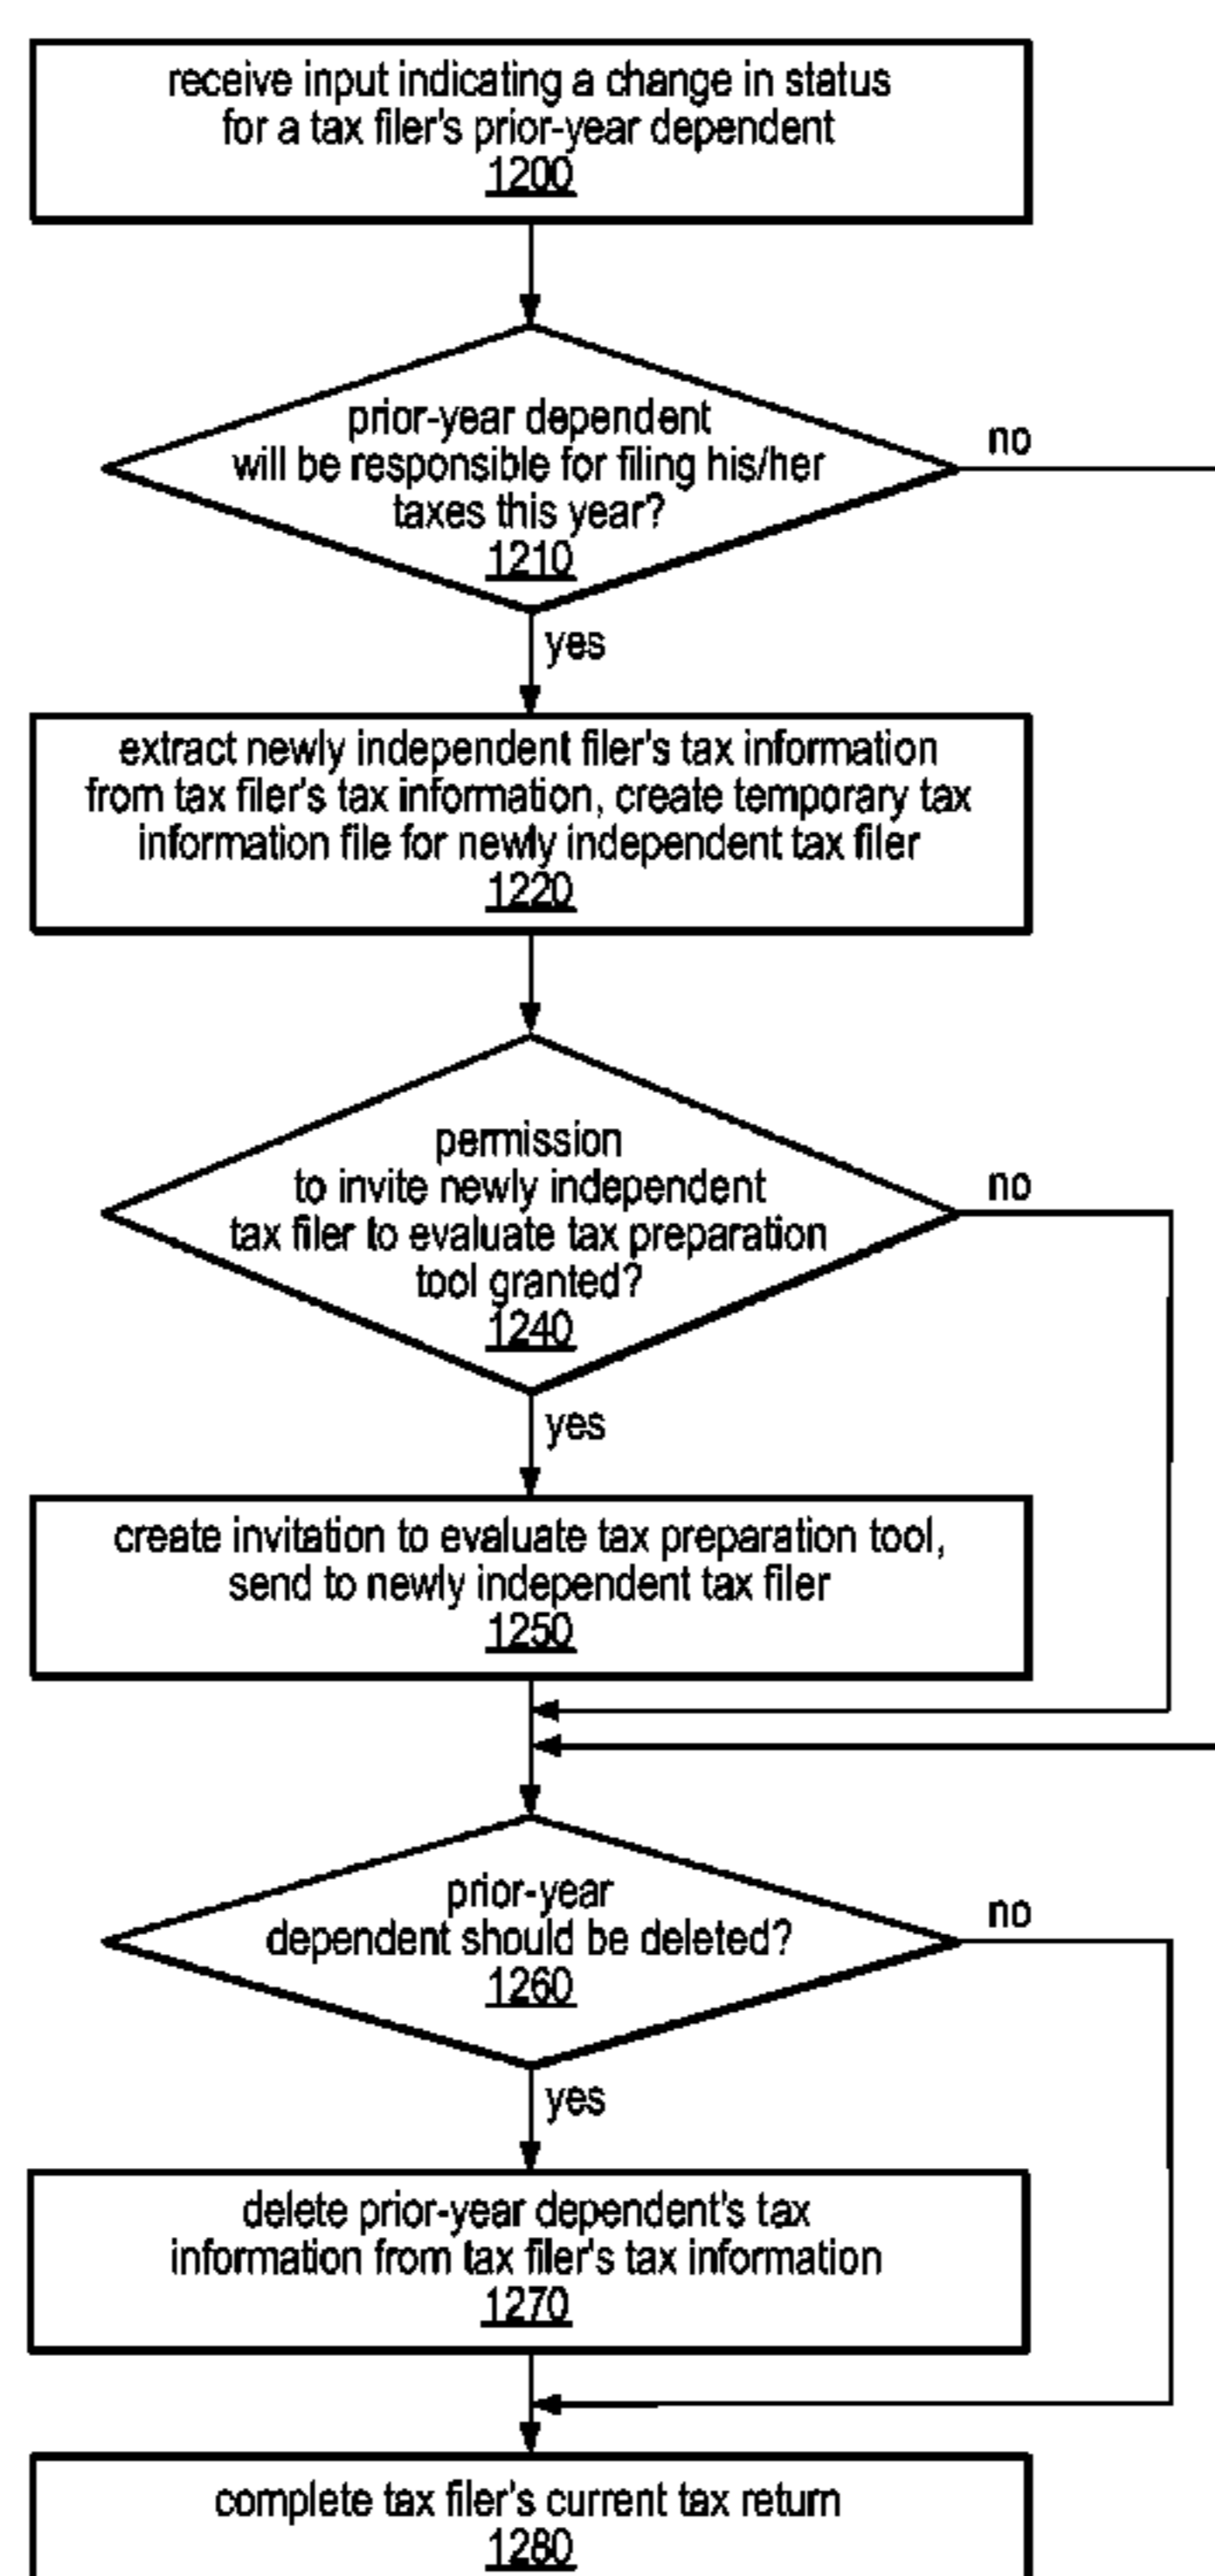 receive input indicating a change in status
for a tax filer's prior-year dependent
1200
prior-year dependent
will be responsible for filing his/her
taxes this year?
1210
no
yes
extract newly independent filer's tax information
from tax filer's tax information, create temporary tax
information file for newly independent tax filer
1220
permission
to invite newly independent
tax filer to evaluate tax preparation
tool granted?
1240
no
yes
create invitation to evaluate tax preparation tool,
send to newly independent tax filer
1250
prior-year
dependent should be deleted?
1260
no
yes
delete prior-year dependent's tax
information from tax filer's tax information
1270
complete tax filer's current tax return
1280